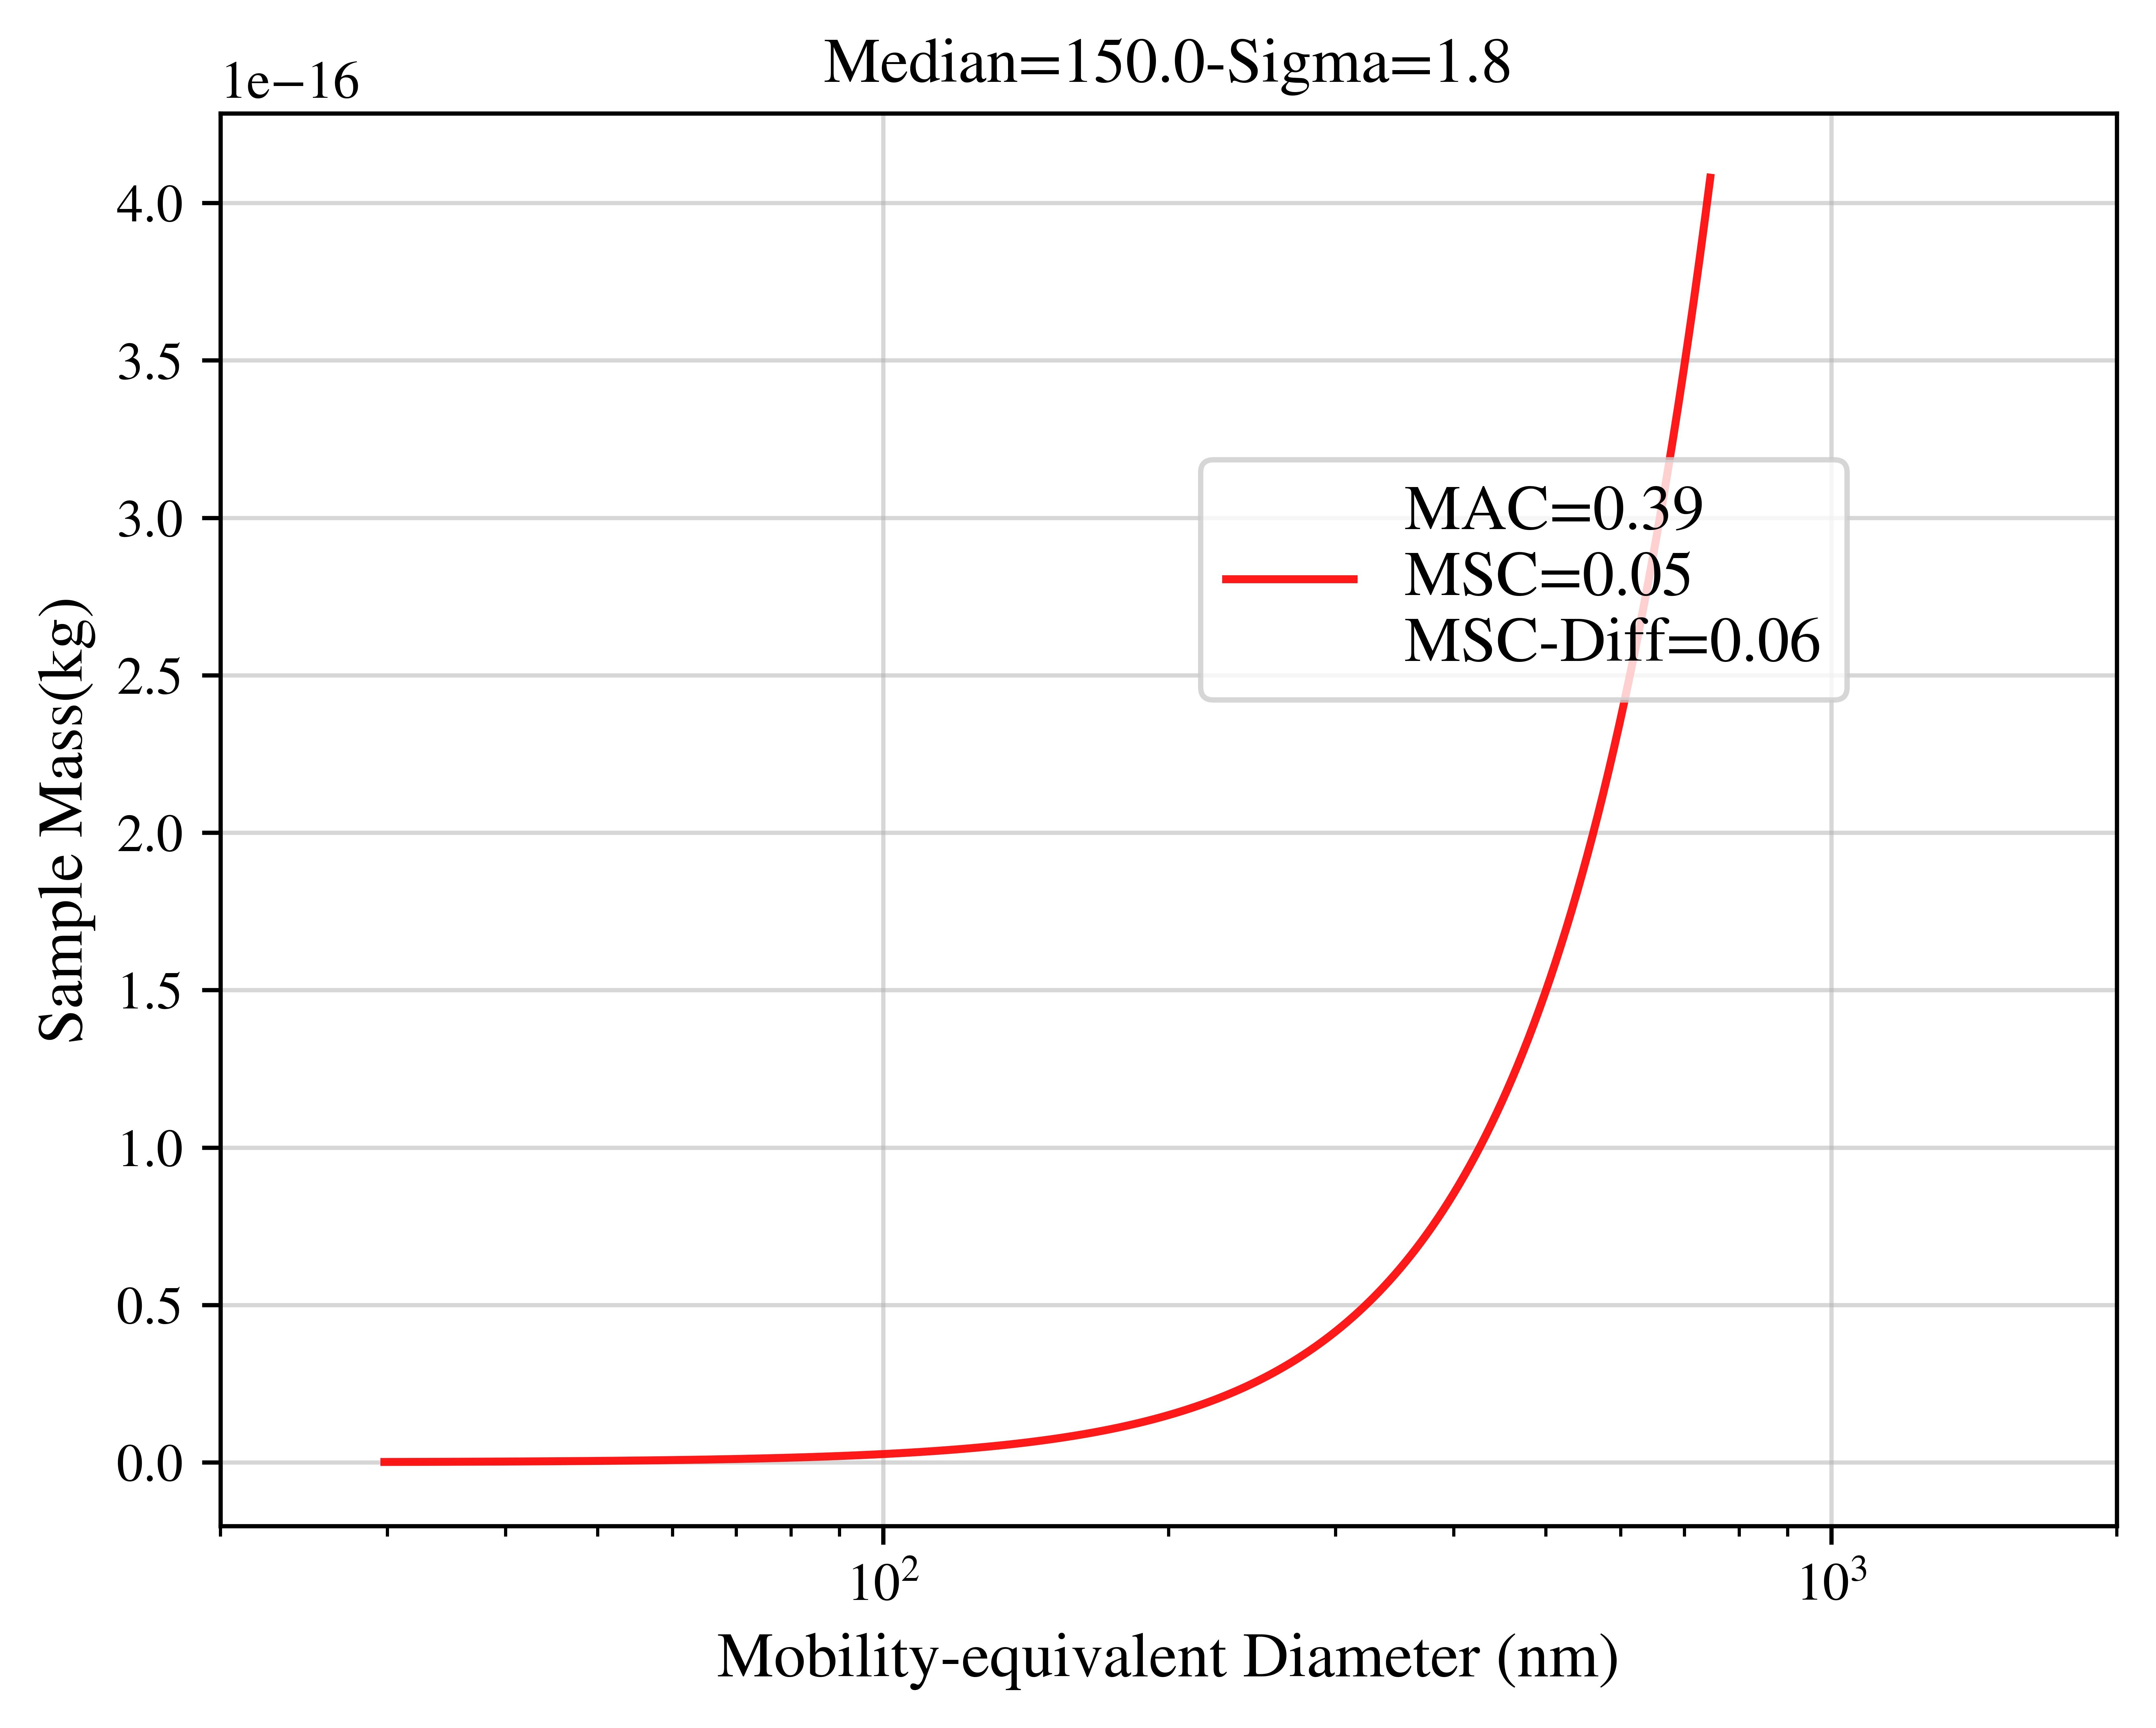 Median=150.0-Sigma=1.8
1e−16
4.0
3.5
3.0
2.5
2.0
1.5
1.0
0.5
0.0
Sample Mass(kg)
MAC=0.39
MSC=0.05
MSC-Diff=0.06
10²
10³
Mobility-equivalent Diameter (nm)